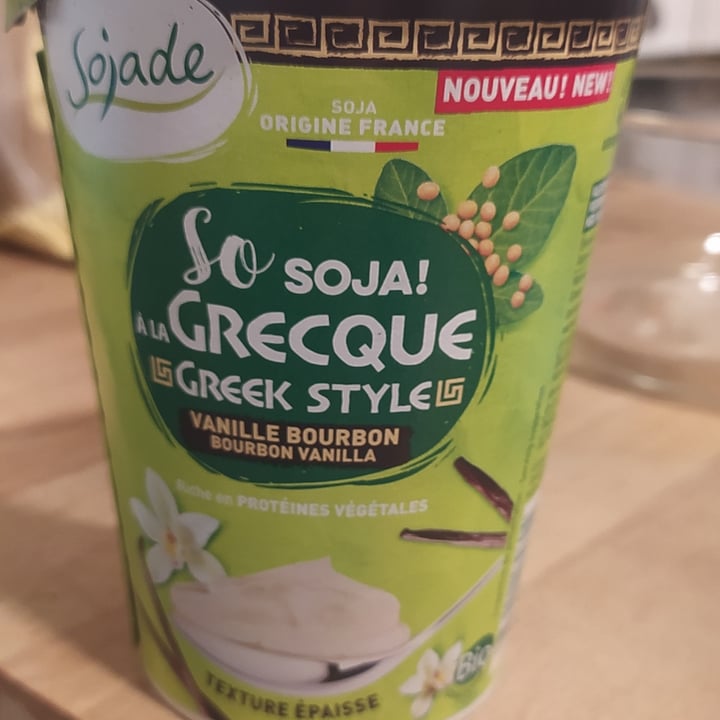 Sojade
NOUVEAU! NEW!
SOJA
ORIGINE FRANCE
So SOJA!
À LA GRECQUE
GREEK STYLE
VANILLE BOURBON
BOURBON VANILLA
Riche en PROTÉINES VÉGÉTALES
Bio
TEXTURE ÉPAISSE